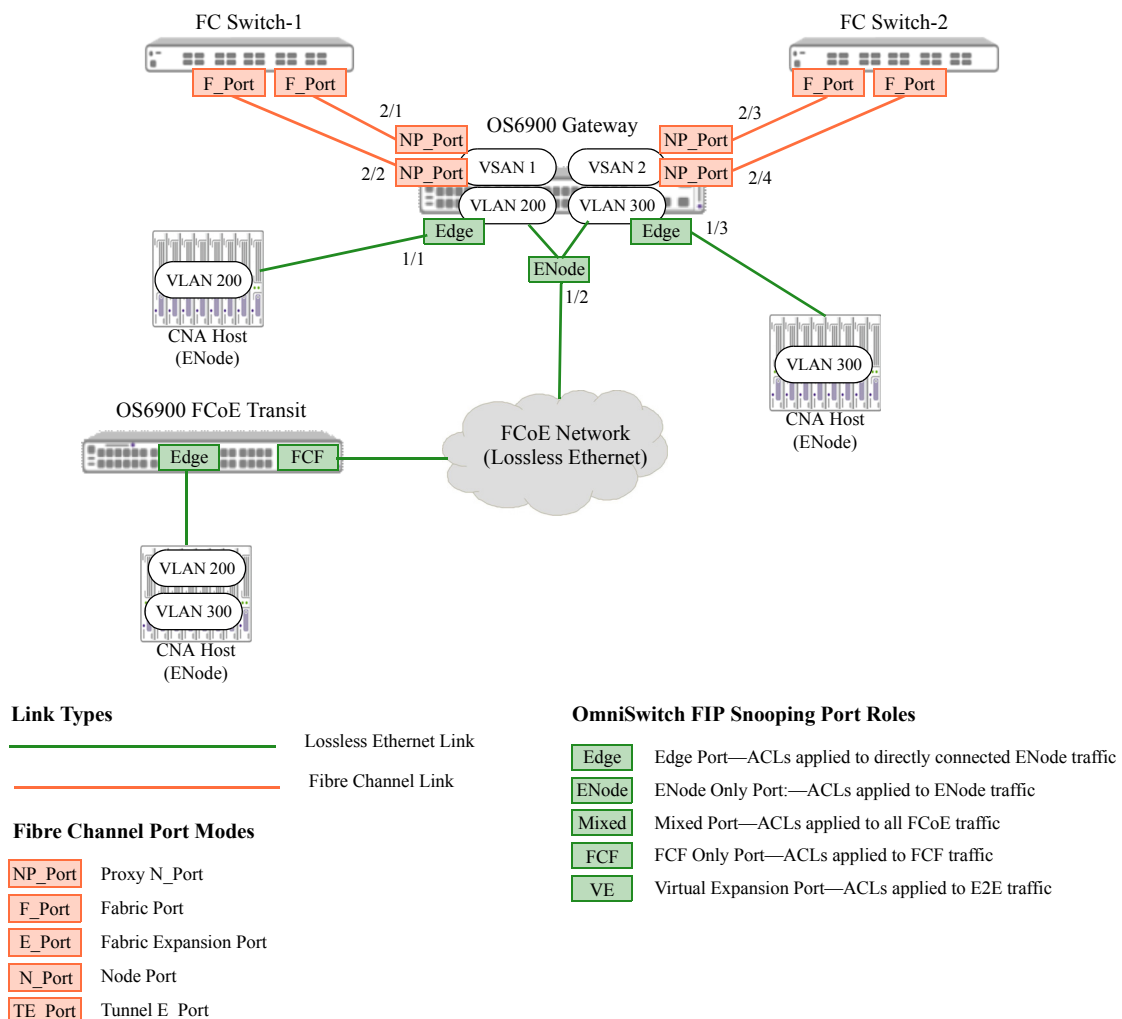 FC Switch-1
FC Switch-2
F_Port
F_Port
F_Port
F_Port
2/1
2/3
OS6900 Gateway
NP_Port
NP_Port
2/2
NP_Port
VSAN 1
VSAN 2
NP_Port
2/4
VLAN 200
VLAN 300
Edge
Edge
1/3
1/1
ENode
1/2
VLAN 200
CNA Host
(ENode)
VLAN 300
CNA Host
(ENode)
OS6900 FCoE Transit
Edge
FCF
FCoE Network
(Lossless Ethernet)
VLAN 200
VLAN 300
CNA Host
(ENode)
Link Types
Lossless Ethernet Link
Fibre Channel Link
Fibre Channel Port Modes
NP_Port Proxy N_Port
F_Port Fabric Port
E_Port Fabric Expansion Port
N_Port Node Port
TE_Port Tunnel E_Port
OmniSwitch FIP Snooping Port Roles
Edge Edge Port—ACLs applied to directly connected ENode traffic
ENode ENode Only Port:—ACLs applied to ENode traffic
Mixed Mixed Port—ACLs applied to all FCoE traffic
FCF FCF Only Port—ACLs applied to FCF traffic
VE Virtual Expansion Port—ACLs applied to E2E traffic